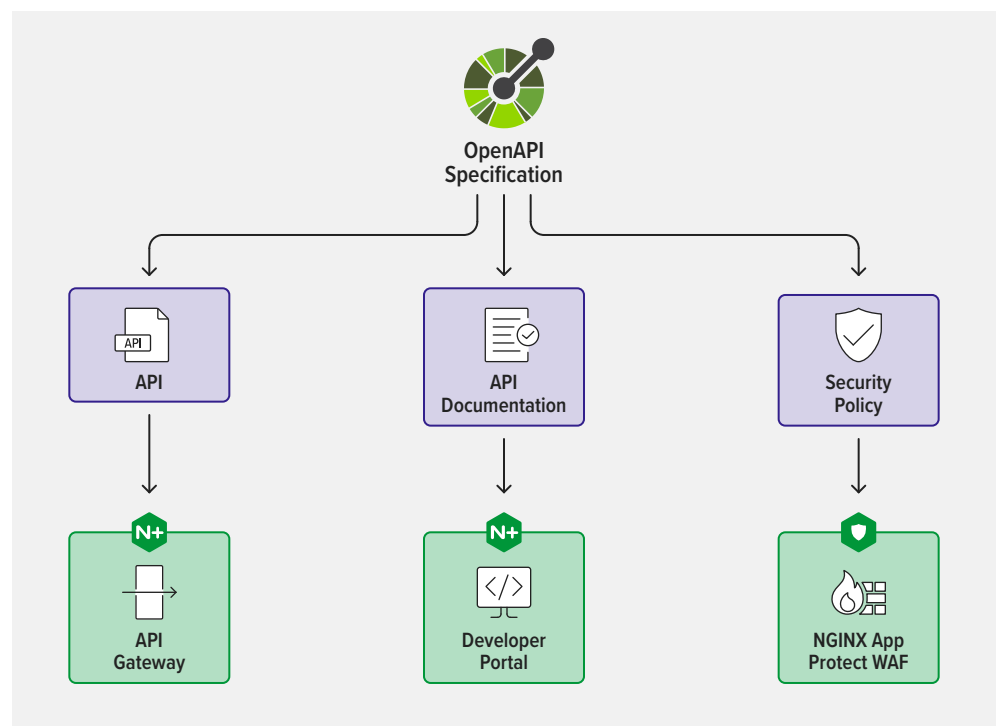 OpenAPI
Specification
API
API
API
Documentation
Security
Policy
N+
N+
</>
API
Gateway
Developer
Portal
NGINX App
Protect WAF